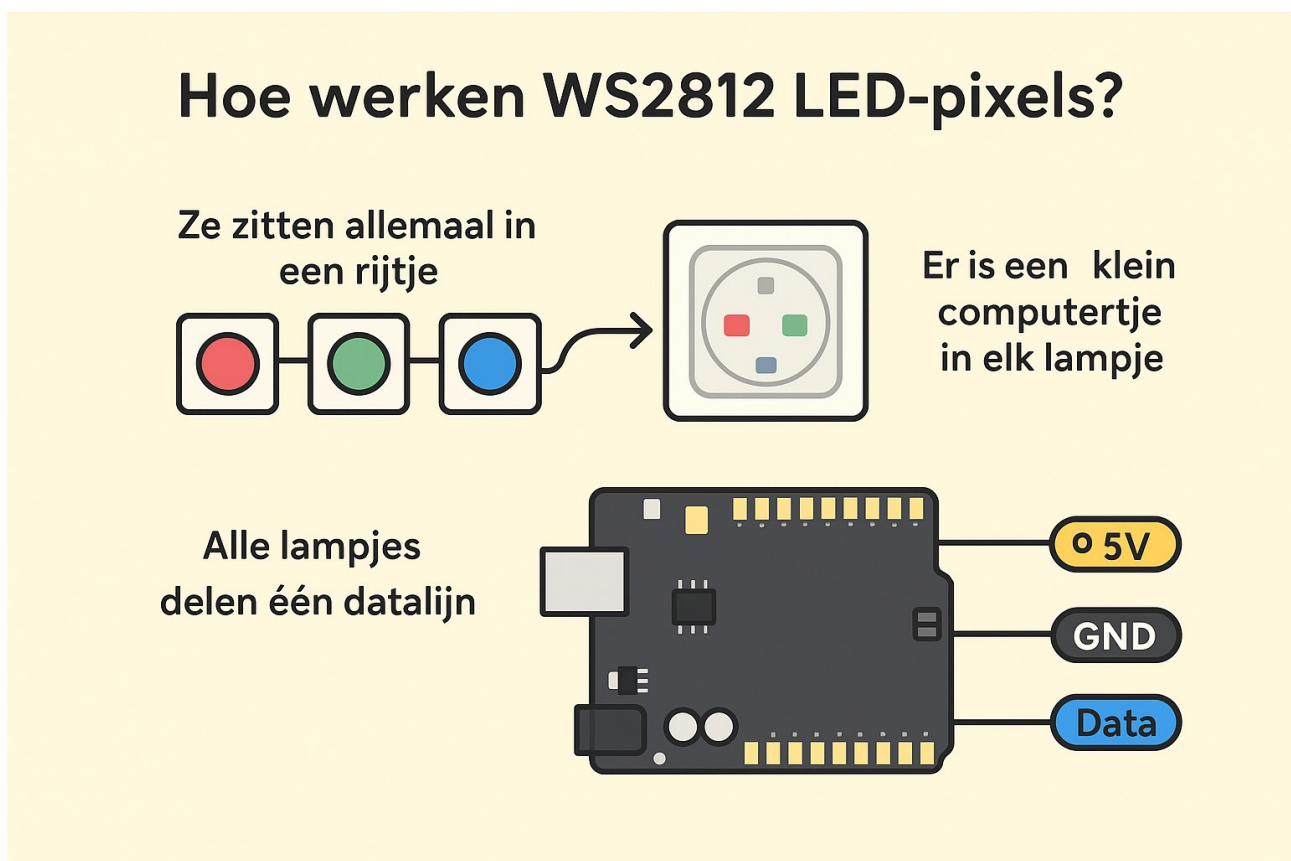 Hoe werken WS2812 LED-pixels?
Ze zitten allemaal in
een rijtje
Er is een klein
computertje
in elk lampje
Alle lampjes
delen één datalijn
5V
GND
Data